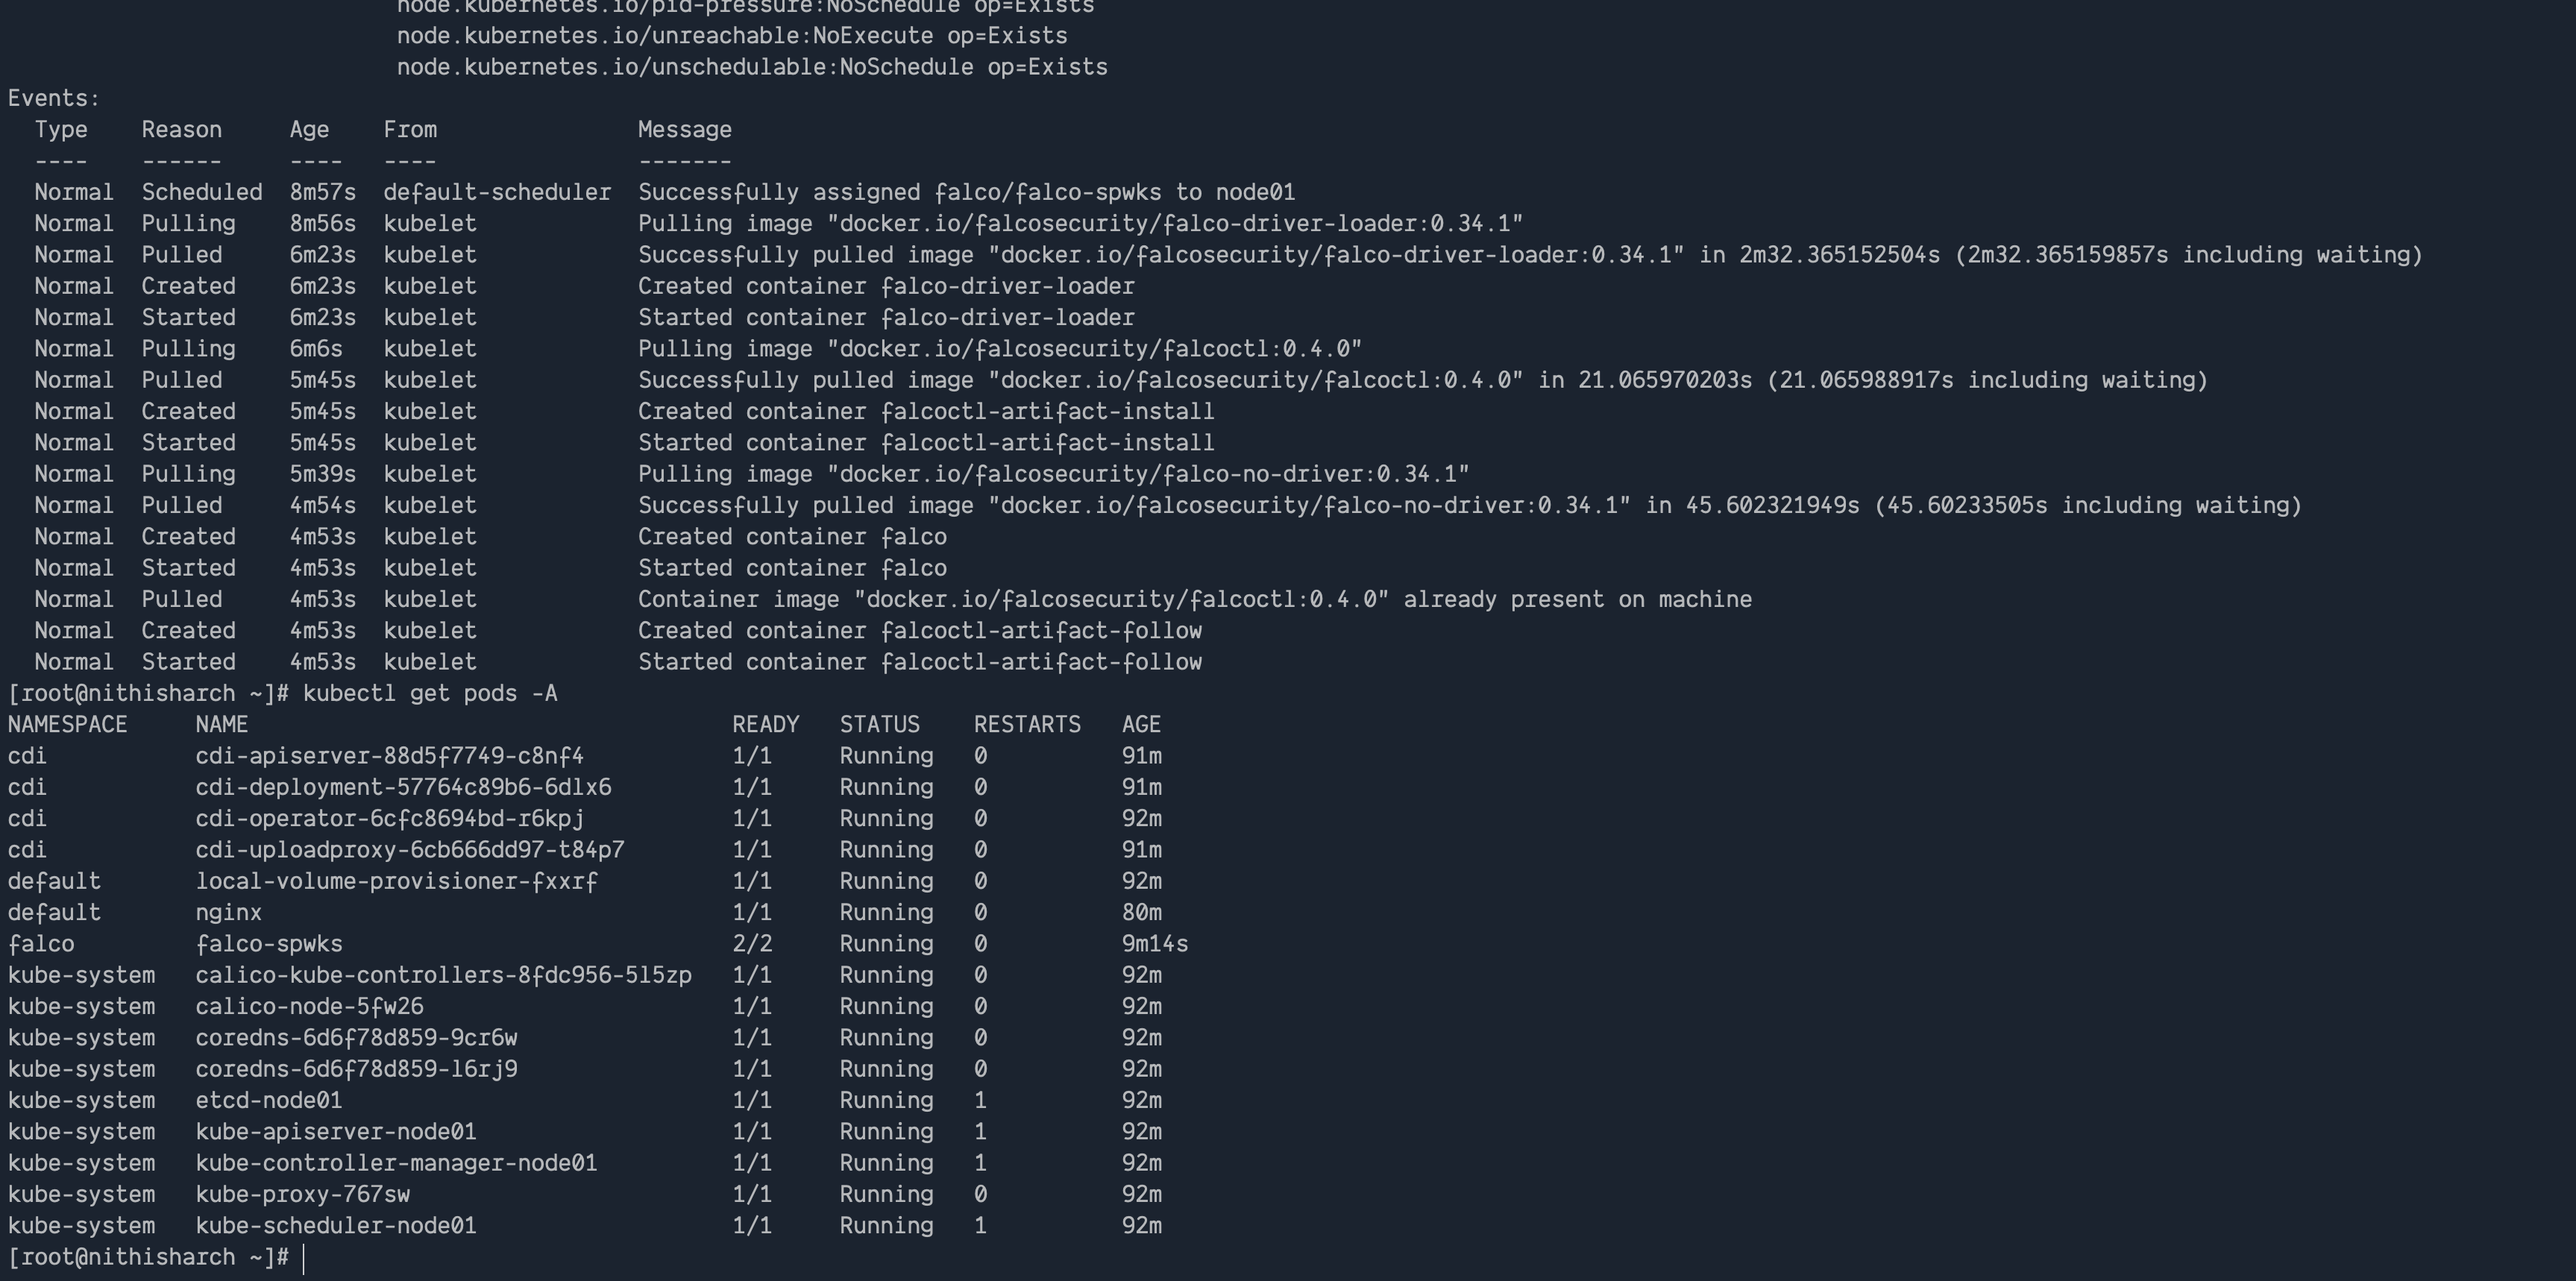 node.kubernetes.io/pid-pressure:NoSchedule op=Exists
node.kubernetes.io/unreachable:NoExecute op=Exists
node.kubernetes.io/unschedulable:NoSchedule op=Exists
Events:
  Type    Reason     Age    From               Message
  ----    ------     ----   ----               -------
  Normal  Scheduled  8m57s  default-scheduler  Successfully assigned falco/falco-spwks to node01
  Normal  Pulling    8m56s  kubelet            Pulling image "docker.io/falcosecurity/falco-driver-loader:0.34.1"
  Normal  Pulled     6m23s  kubelet            Successfully pulled image "docker.io/falcosecurity/falco-driver-loader:0.34.1" in 2m32.365152504s (2m32.365159857s including waiting)
  Normal  Created    6m23s  kubelet            Created container falco-driver-loader
  Normal  Started    6m23s  kubelet            Started container falco-driver-loader
  Normal  Pulling    6m6s   kubelet            Pulling image "docker.io/falcosecurity/falcoctl:0.4.0"
  Normal  Pulled     5m45s  kubelet            Successfully pulled image "docker.io/falcosecurity/falcoctl:0.4.0" in 21.065970203s (21.065988917s including waiting)
  Normal  Created    5m45s  kubelet            Created container falcoctl-artifact-install
  Normal  Started    5m45s  kubelet            Started container falcoctl-artifact-install
  Normal  Pulling    5m39s  kubelet            Pulling image "docker.io/falcosecurity/falco-no-driver:0.34.1"
  Normal  Pulled     4m54s  kubelet            Successfully pulled image "docker.io/falcosecurity/falco-no-driver:0.34.1" in 45.602321949s (45.60233505s including waiting)
  Normal  Created    4m53s  kubelet            Created container falco
  Normal  Started    4m53s  kubelet            Started container falco
  Normal  Pulled     4m53s  kubelet            Container image "docker.io/falcosecurity/falcoctl:0.4.0" already present on machine
  Normal  Created    4m53s  kubelet            Created container falcoctl-artifact-follow
  Normal  Started    4m53s  kubelet            Started container falcoctl-artifact-follow
[root@nithisharch ~]# kubectl get pods -A
NAMESPACE     NAME                                    READY   STATUS    RESTARTS   AGE
cdi           cdi-apiserver-88d5f7749-c8nf4           1/1     Running   0          91m
cdi           cdi-deployment-57764c89b6-6dlx6         1/1     Running   0          91m
cdi           cdi-operator-6cfc8694bd-r6kpj           1/1     Running   0          92m
cdi           cdi-uploadproxy-6cb666dd97-t84p7        1/1     Running   0          91m
default       local-volume-provisioner-fxxrf          1/1     Running   0          92m
default       nginx                                   1/1     Running   0          80m
falco         falco-spwks                             2/2     Running   0          9m14s
kube-system   calico-kube-controllers-8fdc956-5l5zp   1/1     Running   0          92m
kube-system   calico-node-5fw26                       1/1     Running   0          92m
kube-system   coredns-6d6f78d859-9cr6w                1/1     Running   0          92m
kube-system   coredns-6d6f78d859-l6rj9                1/1     Running   0          92m
kube-system   etcd-node01                             1/1     Running   1          92m
kube-system   kube-apiserver-node01                   1/1     Running   1          92m
kube-system   kube-controller-manager-node01          1/1     Running   1          92m
kube-system   kube-proxy-767sw                        1/1     Running   0          92m
kube-system   kube-scheduler-node01                   1/1     Running   1          92m
[root@nithisharch ~]#